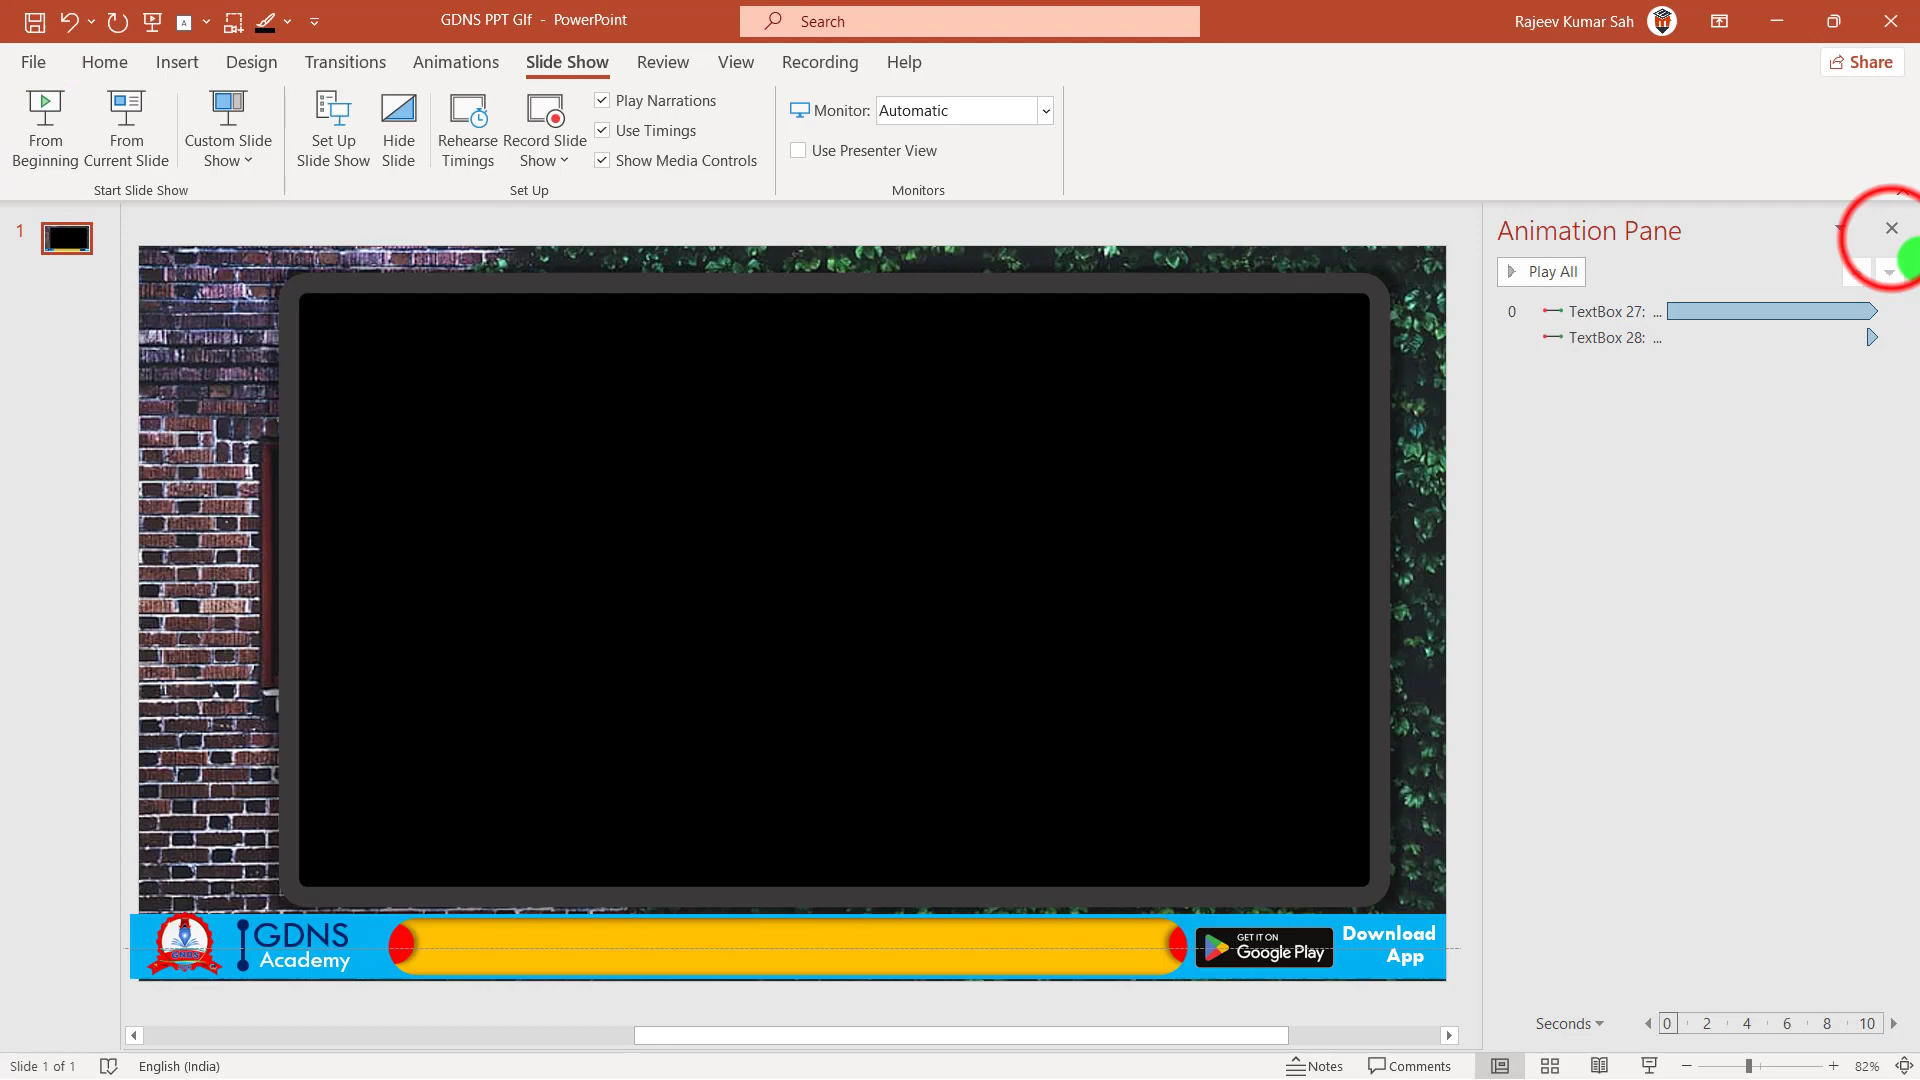 GDNS PPT GIf - PowerPoint
Search
Rajeev Kumar Sah
File Home Insert Design Transitions Animations Slide Show Review View Recording Help
Share
From Beginning
From Current Slide
Custom Slide Show
Set Up Slide Show
Hide Slide
Rehearse Timings
Record Slide Show
Play Narrations
Use Timings
Show Media Controls
Monitor: Automatic
Use Presenter View
Start Slide Show
Set Up
Monitors
1
Animation Pane
Play All
0 TextBox 27: ...
TextBox 28: ...
GDNS
GDNS
Academy
GET IT ON
Google Play
Download
App
Seconds 0 2 4 6 8 10
Slide 1 of 1 English (India) Notes Comments 82%